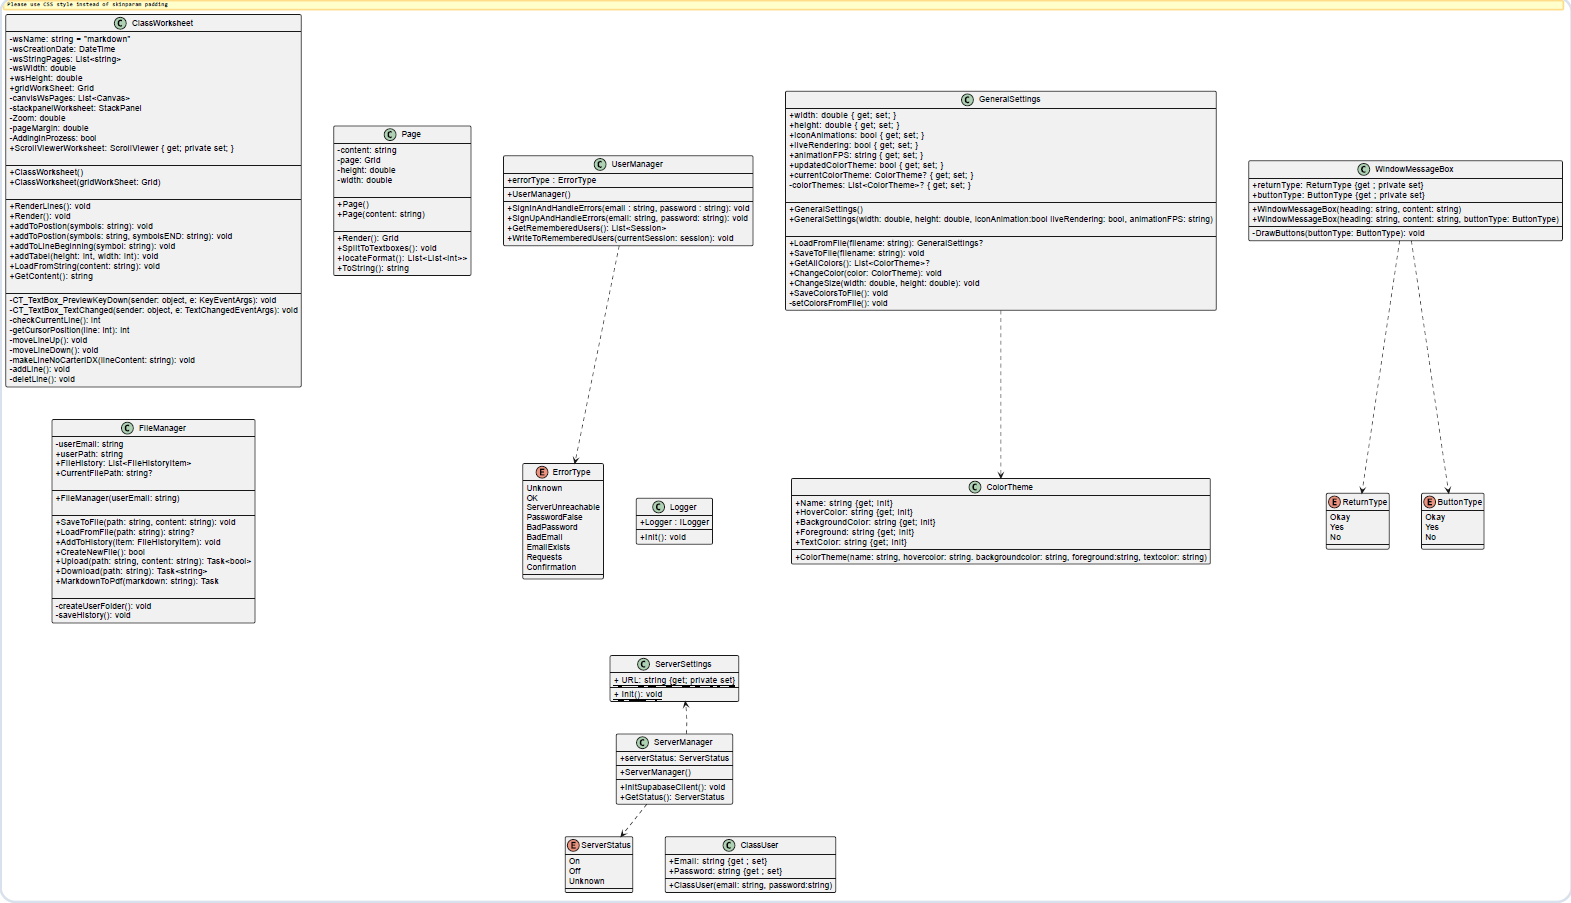 Please use CSS style instead of skinparam padding
C ClassWorksheet
-wsName: string = "markdown"
-wsCreationDate: DateTime
-wsStringPages: List<string>
-wsWidth: double
+wsHeight: double
+gridWorkSheet: Grid
-canvisWsPages: List<Canvas>
-stackpanelWorksheet: StackPanel
-Zoom: double
-pageMargin: double
-AddingInProzess: bool
+ScrollViewerWorksheet: ScrollViewer { get; private set; }
+ClassWorksheet()
+ClassWorksheet(gridWorkSheet: Grid)
+RenderLines(): void
+Render(): void
+addToPostion(symbols: string): void
+addToPostion(symbols: string, symbolsEND: string): void
+addToLineBeginning(symbol: string): void
+addTabel(height: int, width: int): void
+LoadFromString(content: string): void
+GetContent(): string
-CT_TextBox_PreviewKeyDown(sender: object, e: KeyEventArgs): void
-CT_TextBox_TextChanged(sender: object, e: TextChangedEventArgs): void
-checkCurrentLine(): int
-getCursorPosition(line: int): int
-moveLineUp(): void
-moveLineDown(): void
-makeLineNoCarterIDX(lineContent: string): void
-addLine(): void
-deletLine(): void
C Page
-content: string
-page: Grid
-height: double
-width: double
+Page()
+Page(content: string)
+Render(): Grid
+SplitToTextboxes(): void
+locateFormat(): List<List<int>>
+ToString(): string
C UserManager
+errorType : ErrorType
+UserManager()
+SignInAndHandleErrors(email : string, password : string): void
+SignUpAndHandleErrors(email: string, password: string): void
+GetRememberedUsers(): List<Session>
+WriteToRememberedUsers(currentSession: session): void
C GeneralSettings
+width: double { get; set; }
+height: double { get; set; }
+iconAnimations: bool { get; set; }
+liveRendering: bool { get; set; }
+animationFPS: string { get; set; }
+updatedColorTheme: bool { get; set; }
+currentColorTheme: ColorTheme? { get; set; }
-colorThemes: List<ColorTheme>? { get; set; }
+GeneralSettings()
+GeneralSettings(width: double, height: double, iconAnimation:bool liveRendering: bool, animationFPS: string)
+LoadFromFile(filename: string): GeneralSettings?
+SaveToFile(filename: string): void
+GetAllColors(): List<ColorTheme>?
+ChangeColor(color: ColorTheme): void
+ChangeSize(width: double, height: double): void
+SaveColorsToFile(): void
-setColorsFromFile(): void
C WindowMessageBox
+returnType: ReturnType {get ; private set}
+buttonType: ButtonType {get ; private set}
+WindowMessageBox(heading: string, content: string)
+WindowMessageBox(heading: string, content: string, buttonType: ButtonType)
-DrawButtons(buttonType: ButtonType): void
C FileManager
-userEmail: string
+userPath: string
+FileHistory: List<FileHistoryItem>
+CurrentFilePath: string?
+FileManager(userEmail: string)
+SaveToFile(path: string, content: string): void
+LoadFromFile(path: string): string?
+AddToHistory(item: FileHistoryItem): void
+CreateNewFile(): bool
+Upload(path: string, content: string): Task<bool>
+Download(path: string): Task<string>
+MarkdownToPdf(markdown: string): Task
-createUserFolder(): void
-saveHistory(): void
E ErrorType
Unknown
OK
ServerUnreachable
PasswordFalse
BadPassword
BadEmail
EmailExists
Requests
Confirmation
C Logger
+Logger : ILogger
+Init(): void
C ColorTheme
+Name: string {get; init}
+HoverColor: string {get; init}
+BackgroundColor: string {get; init}
+Foreground: string {get; init}
+TextColor: string {get; init}
+ColorTheme(name: string, hovercolor: string. backgroundcolor: string, foreground:string, textcolor: string)
E ReturnType
Okay
Yes
No
E ButtonType
Okay
Yes
No
C ServerSettings
+ URL: string {get; private set}
+ Init(): void
C ServerManager
+serverStatus: ServerStatus
+ServerManager()
+InitSupabaseClient(): void
+GetStatus(): ServerStatus
E ServerStatus
On
Off
Unknown
C ClassUser
+Email: string {get ; set}
+Password: string {get ; set}
+ClassUser(email: string, password:string)